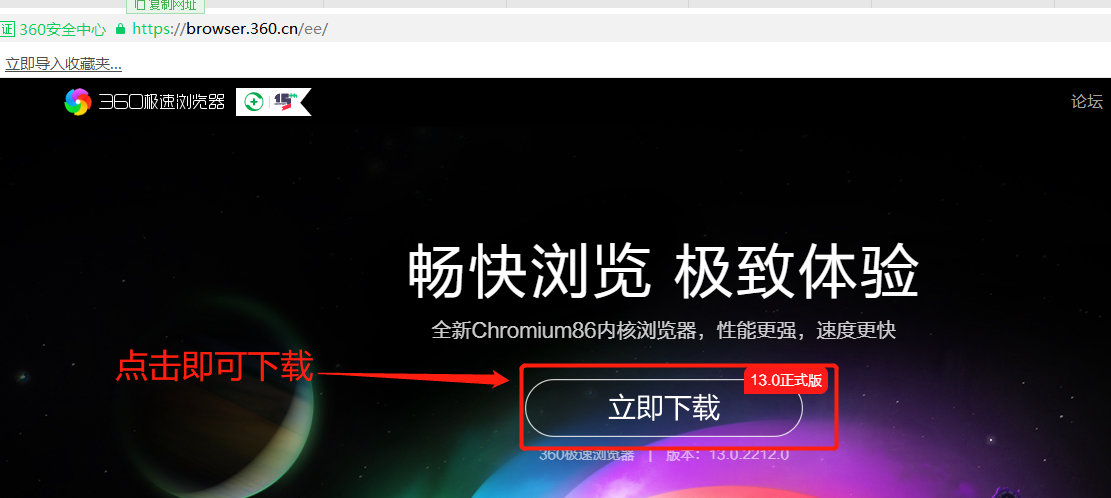 复制网址
证 360安全中心 https://browser.360.cn/ee/
立即导入收藏夹...
360极速浏览器 15th 论坛
畅快浏览 极致体验
全新Chromium86内核浏览器，性能更强，速度更快
点击即可下载
13.0正式版
立即下载
360极速浏览器 | 版本：13.0.2212.0